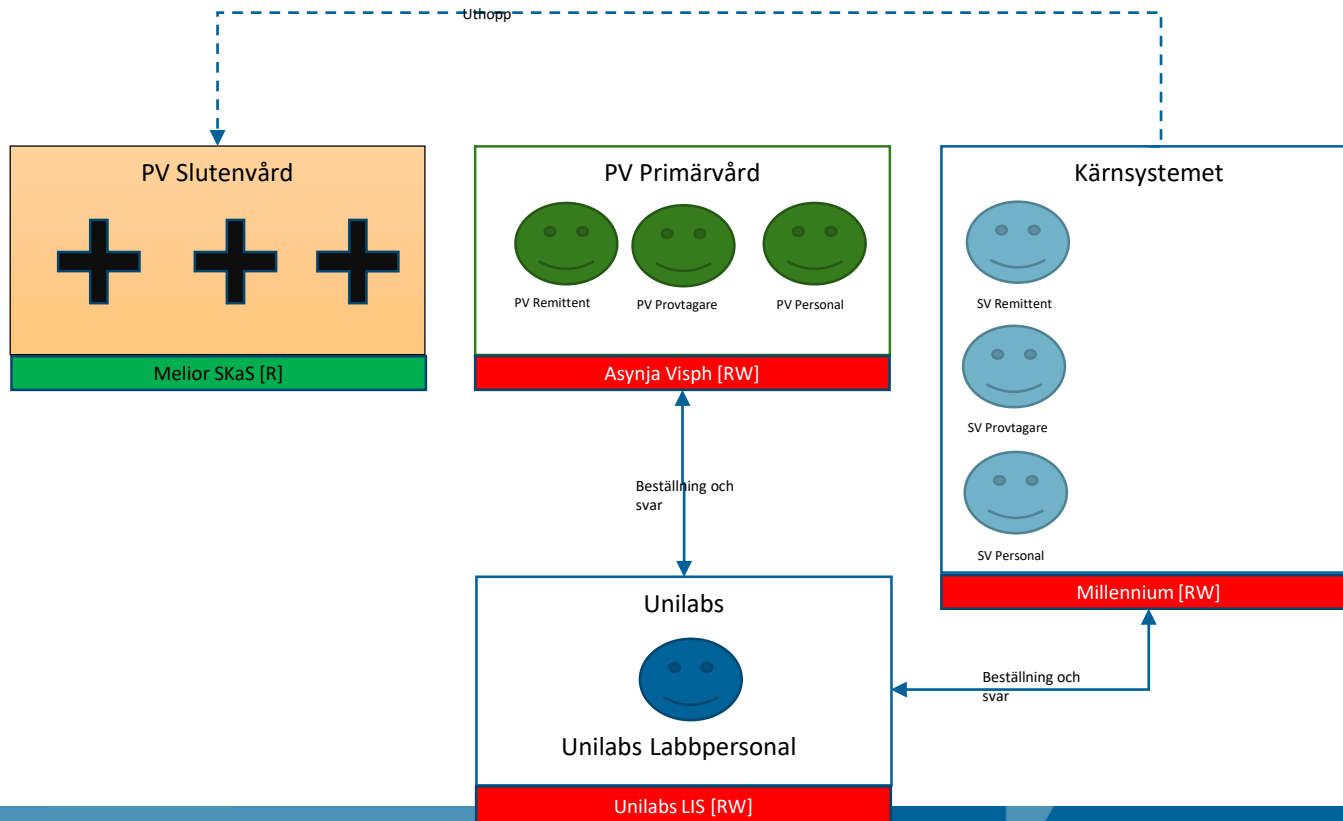 Uthopp
PV Slutenvård
Melior SKaS [R]
PV Primärvård
PV Remittent
PV Provtagare
PV Personal
Asynja Visph [RW]
Kärnsystemet
SV Remittent
SV Provtagare
SV Personal
Millennium [RW]
Beställning och
svar
Beställning och
svar
Unilabs
Unilabs Labbpersonal
Unilabs LIS [RW]